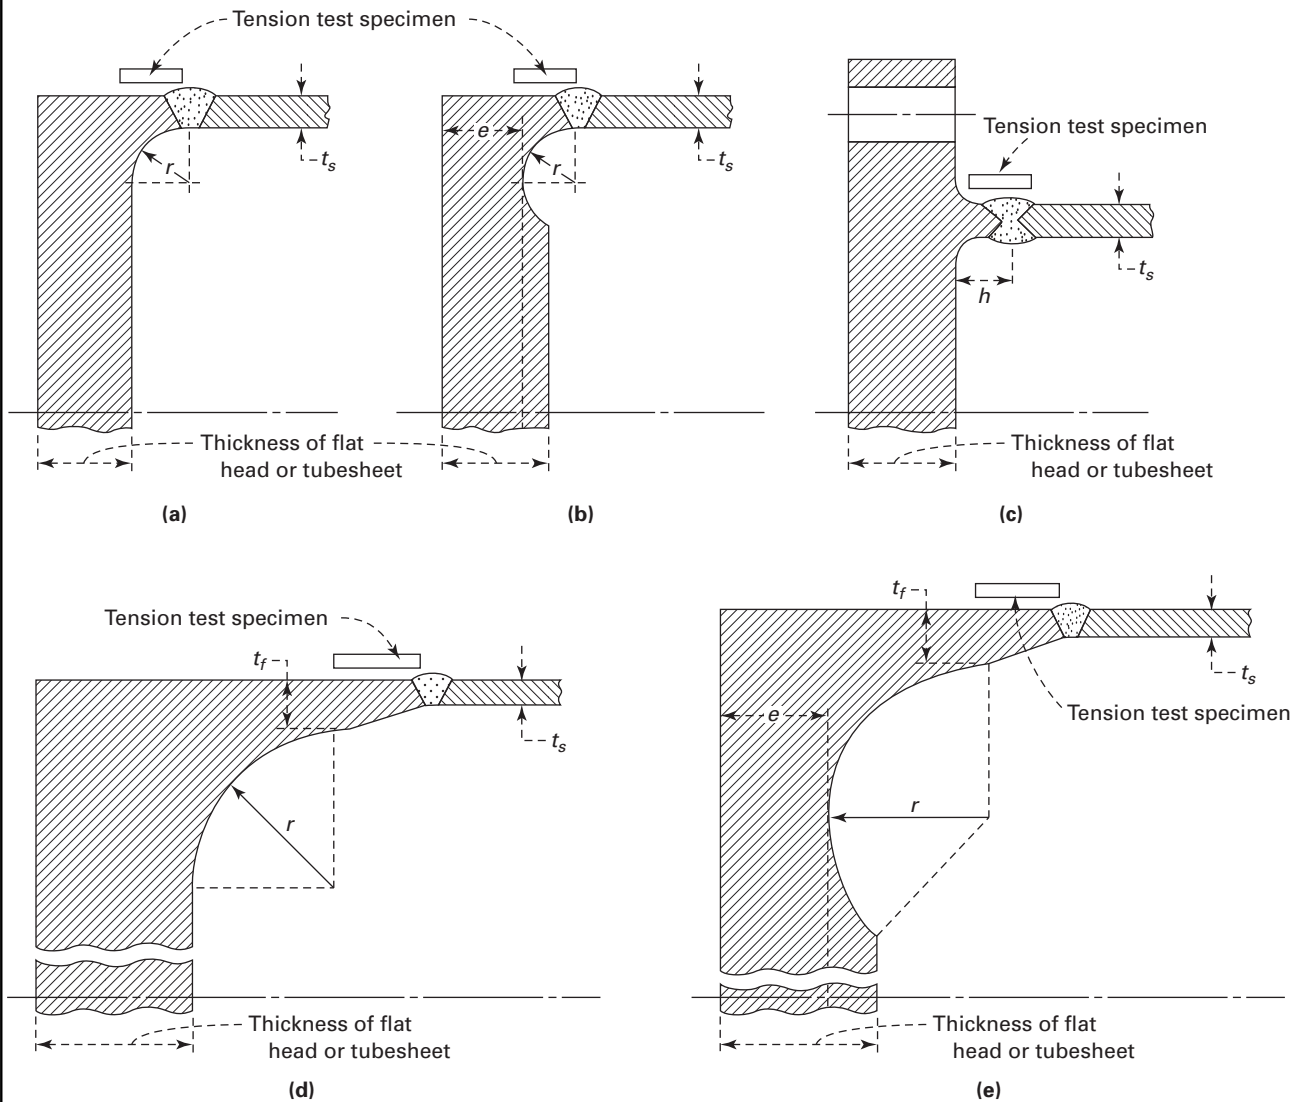 Tension test specimen
r
t_s
e
r
t_s
Tension test specimen
t_s
h
Thickness of flat
head or tubesheet
Thickness of flat
head or tubesheet
(a)
(b)
(c)
Tension test specimen
t_f
t_s
r
Thickness of flat
head or tubesheet
(d)
t_f
t_s
Tension test specimen
e
r
Thickness of flat
head or tubesheet
(e)